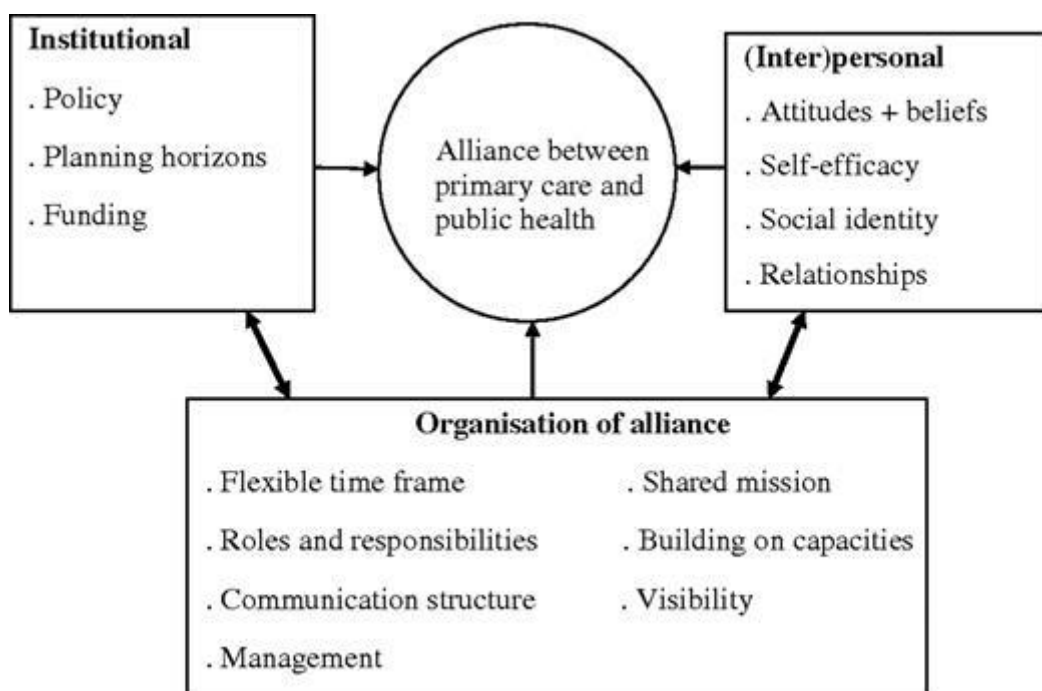 Institutional
. Policy
. Planning horizons
. Funding
Alliance between
primary care and
public health
(Inter)personal
. Attitudes + beliefs
. Self-efficacy
. Social identity
. Relationships
Organisation of alliance
. Flexible time frame
. Roles and responsibilities
. Communication structure
. Management
. Shared mission
. Building on capacities
. Visibility